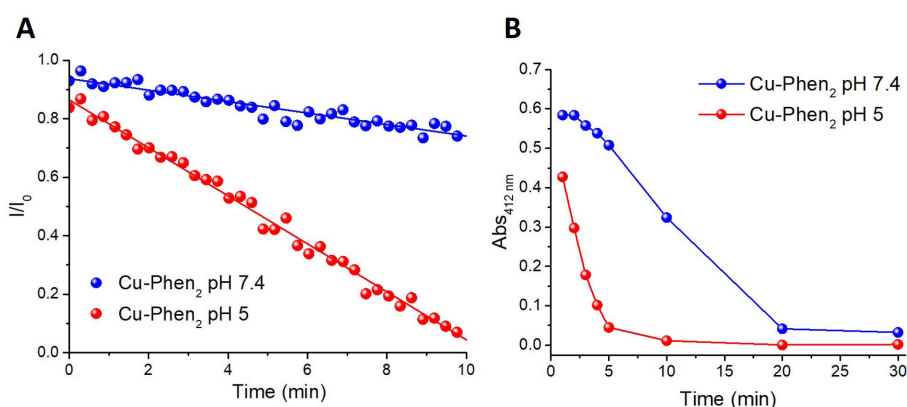 A
I/I0
1.0
0.8
0.6
0.4
0.2
0.0
Cu-Phen2 pH 7.4
Cu-Phen2 pH 5
0 2 4 6 8 10
Time (min)
B
Abs412 nm
0.7
0.6
0.5
0.4
0.3
0.2
0.1
0.0
Cu-Phen2 pH 7.4
Cu-Phen2 pH 5
0 5 10 15 20 25 30
Time (min)